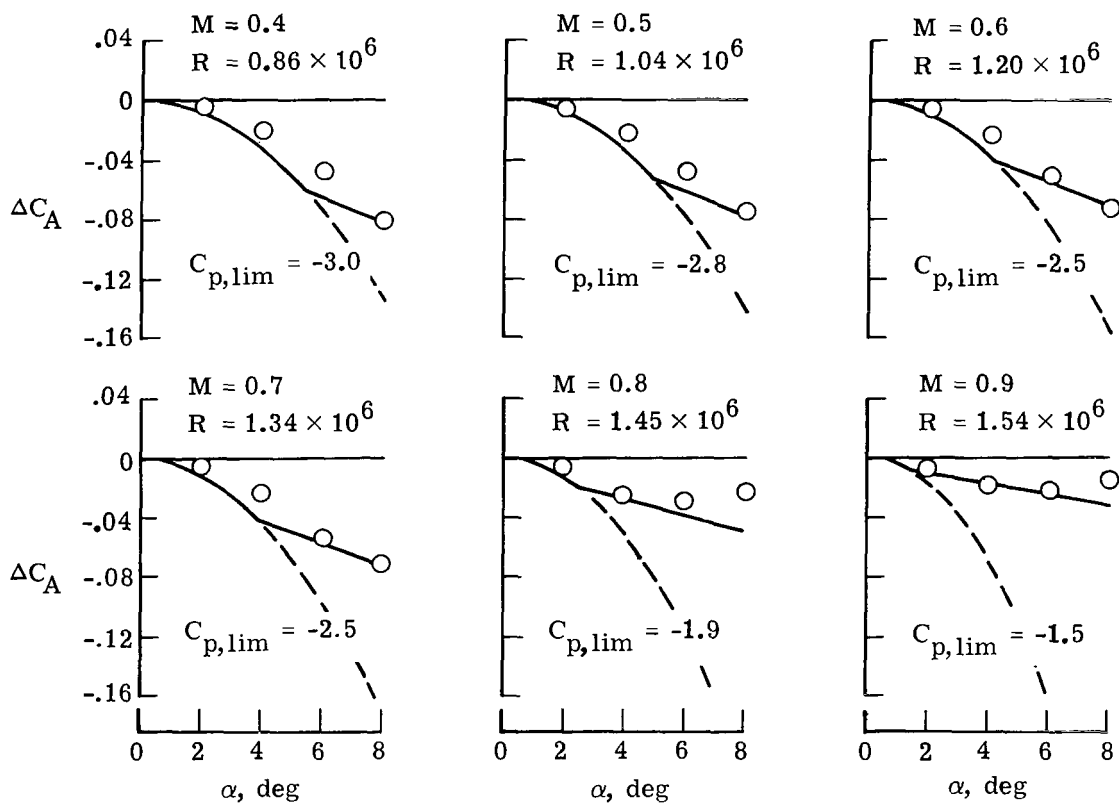 M = 0.4
R = 0.86 × 10^6
.04
0
-.04
-.08
-.12
-.16
ΔC_A
C_p,lim = -3.0
M = 0.5
R = 1.04 × 10^6
C_p,lim = -2.8
M = 0.6
R = 1.20 × 10^6
C_p,lim = -2.5
M = 0.7
R = 1.34 × 10^6
.04
0
-.04
-.08
-.12
-.16
ΔC_A
C_p,lim = -2.5
0 2 4 6 8
α, deg
M = 0.8
R = 1.45 × 10^6
C_p,lim = -1.9
0 2 4 6 8
α, deg
M = 0.9
R = 1.54 × 10^6
C_p,lim = -1.5
0 2 4 6 8
α, deg